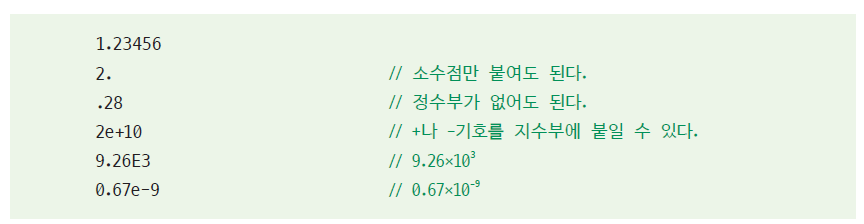 1.23456
2. // 소수점만 붙여도 된다.
.28 // 정수부가 없어도 된다.
2e+10 // +나 -기호를 지수부에 붙일 수 있다.
9.26E3 // 9.26×10³
0.67e-9 // 0.67×10⁻⁹